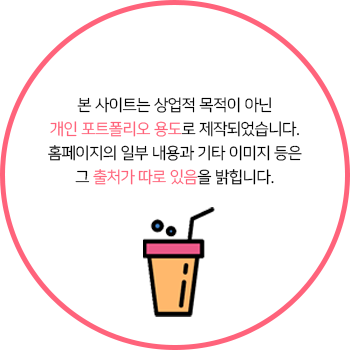 본 사이트는 상업적 목적이 아닌
개인 포트폴리오 용도로 제작되었습니다.
홈페이지의 일부 내용과 기타 이미지 등은
그 출처가 따로 있음을 밝힙니다.